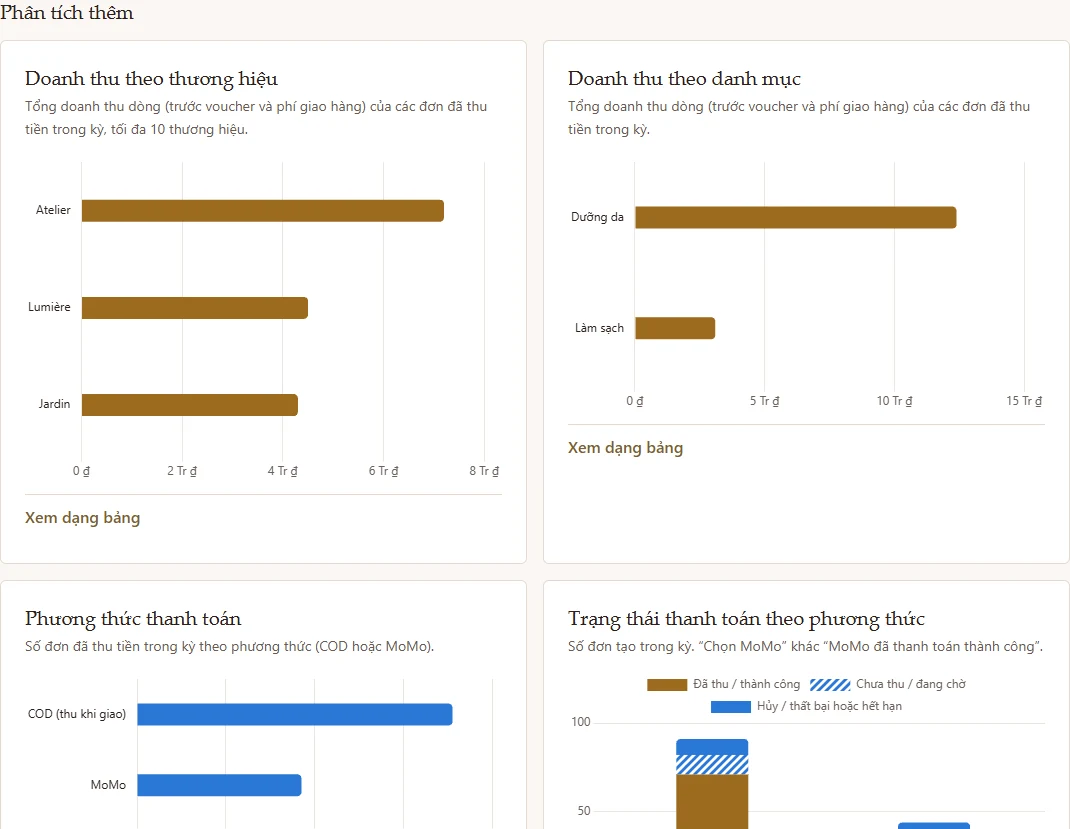 Phân tích thêm
Doanh thu theo thương hiệu
Tổng doanh thu dòng (trước voucher và phí giao hàng) của các đơn đã thu
tiền trong kỳ, tối đa 10 thương hiệu.
Atelier
Lumière
Jardin
0 ₫
2 Tr ₫
4 Tr ₫
6 Tr ₫
8 Tr ₫
Xem dạng bảng
Doanh thu theo danh mục
Tổng doanh thu dòng (trước voucher và phí giao hàng) của các đơn đã thu
tiền trong kỳ.
Dưỡng da
Làm sạch
0 ₫
5 Tr ₫
10 Tr ₫
15 Tr ₫
Xem dạng bảng
Phương thức thanh toán
Số đơn đã thu tiền trong kỳ theo phương thức (COD hoặc MoMo).
COD (thu khi giao)
MoMo
Trạng thái thanh toán theo phương thức
Số đơn tạo trong kỳ. “Chọn MoMo” khác “MoMo đã thanh toán thành công”.
Đã thu / thành công
Chưa thu / đang chờ
Hủy / thất bại hoặc hết hạn
100
50